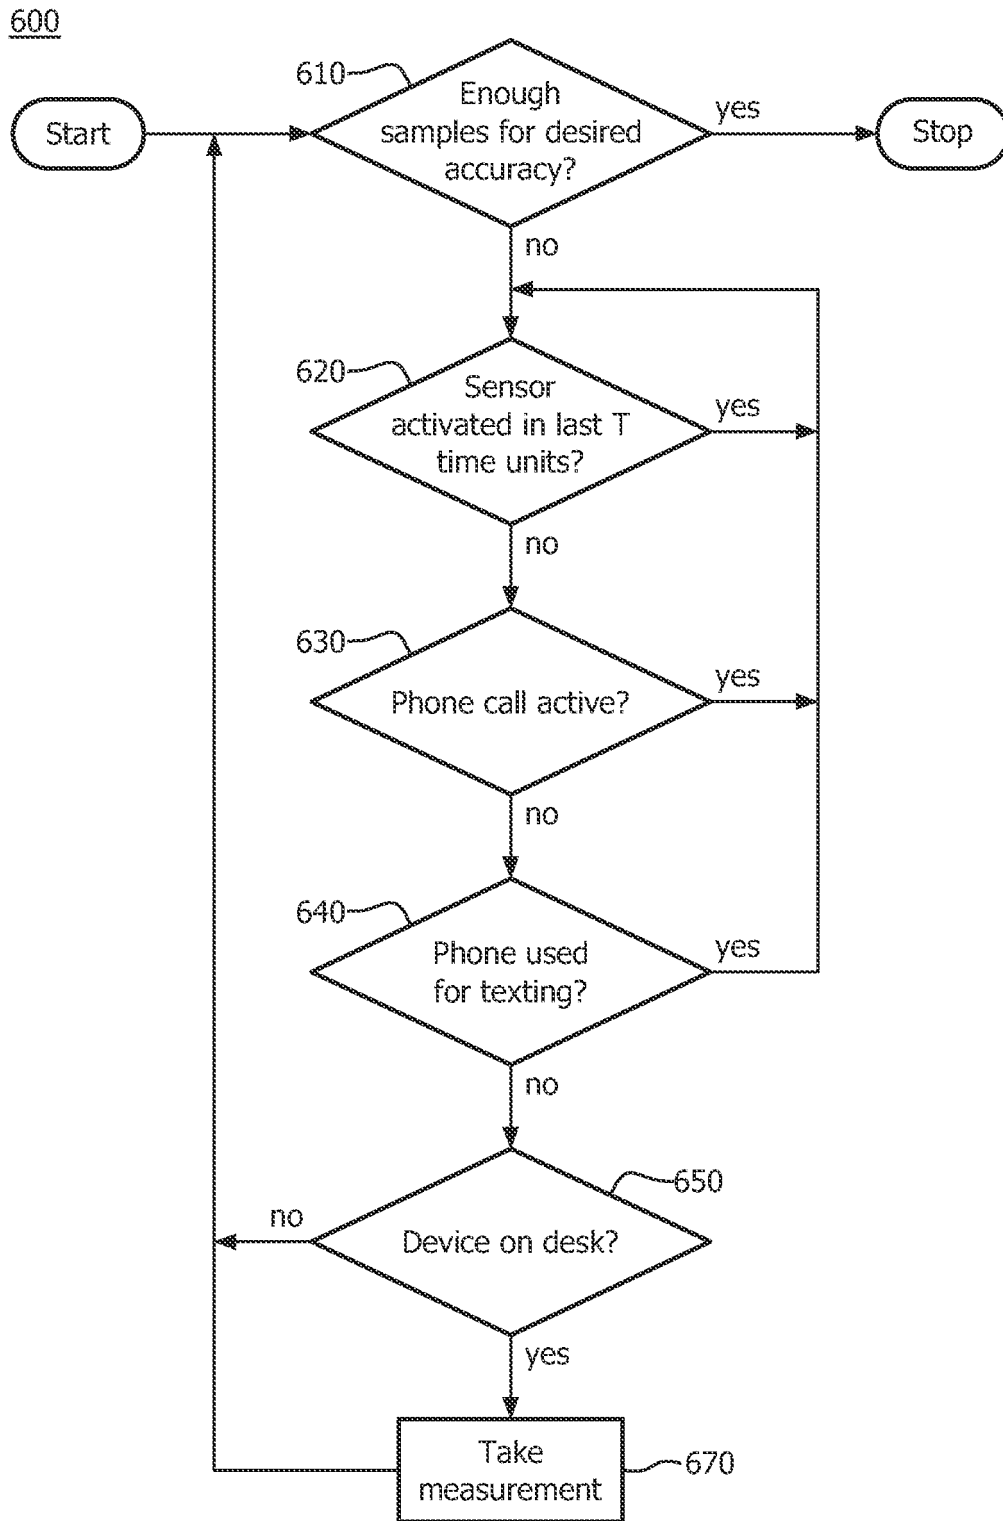 600
610
Enough
samples for desired
accuracy?
Start
yes
Stop
no
620
Sensor
activated in last T
time units?
yes
no
630
Phone call active?
yes
no
640
Phone used
for texting?
yes
no
650
Device on desk?
no
yes
Take
measurement
670